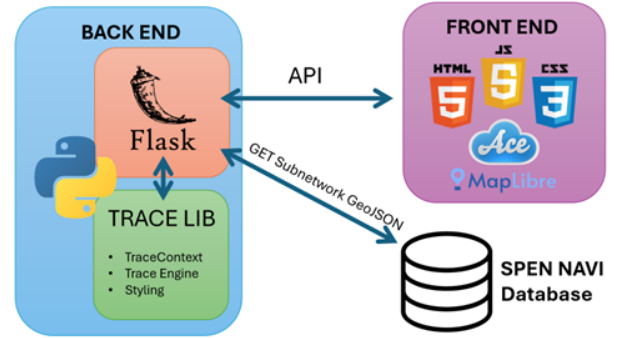 BACK END
Flask
TRACE LIB
• TraceContext
• Trace Engine
• Styling
API
GET Subnetwork GeoJSON
FRONT END
HTML
5
JS
5
CSS
3
Ace
MapLibre
SPEN NAVI
Database